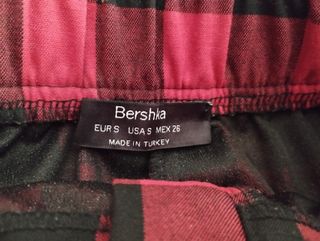 Bershka
EUR S USA S MEX 26
MADE IN TURKEY